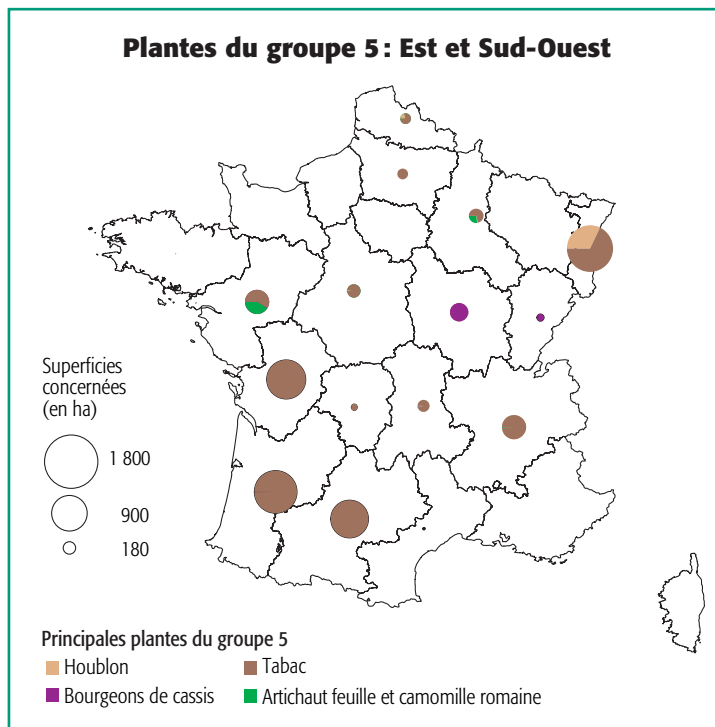 Plantes du groupe 5 : Est et Sud-Ouest
Superficies
concernées
(en ha)
1 800
900
180
Principales plantes du groupe 5
Houblon
Tabac
Bourgeons de cassis
Artichaut feuille et camomille romaine